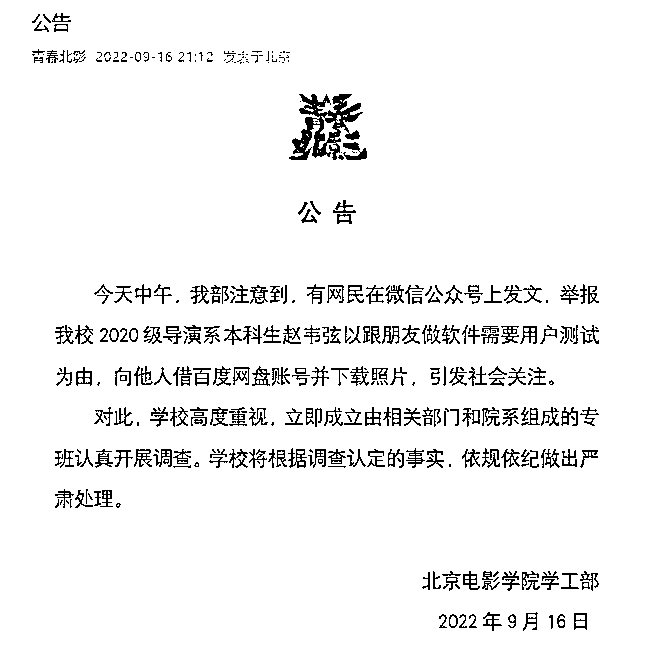 公告
青春北影 2022-09-16 21:12 发表于北京
青春
北影
公 告
今天中午，我部注意到，有网民在微信公众号上发文，举报
我校 2020 级导演系本科生赵韦弦以跟朋友做软件需要用户测试
为由，向他人借百度网盘账号并下载照片，引发社会关注。
对此，学校高度重视，立即成立由相关部门和院系组成的专
班认真开展调查。学校将根据调查认定的事实，依规依纪做出严
肃处理。
北京电影学院学工部
2022 年 9 月 16 日